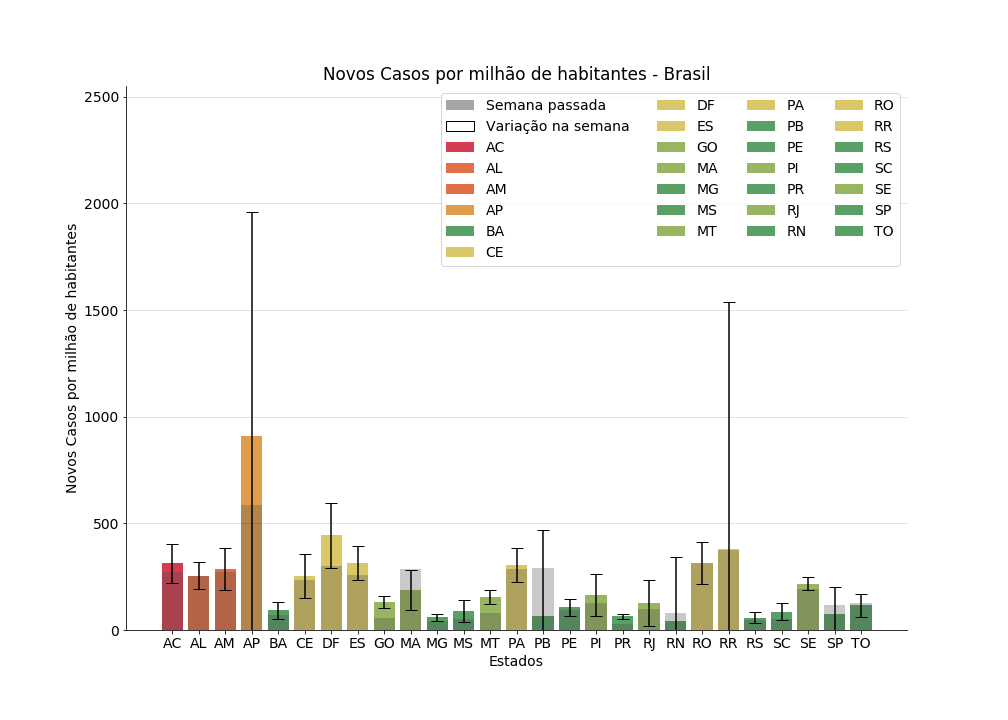 Novos Casos por milhão de habitantes - Brasil
Semana passada
Variação na semana
AC
AL
AM
AP
BA
CE
DF
ES
GO
MA
MG
MS
MT
PA
PB
PE
PI
PR
RJ
RN
RO
RR
RS
SC
SE
SP
TO
Novos Casos por milhão de habitantes
2500
2000
1500
1000
500
0
AC AL AM AP BA CE DF ES GO MA MG MS MT PA PB PE PI PR RJ RN RO RR RS SC SE SP TO
Estados